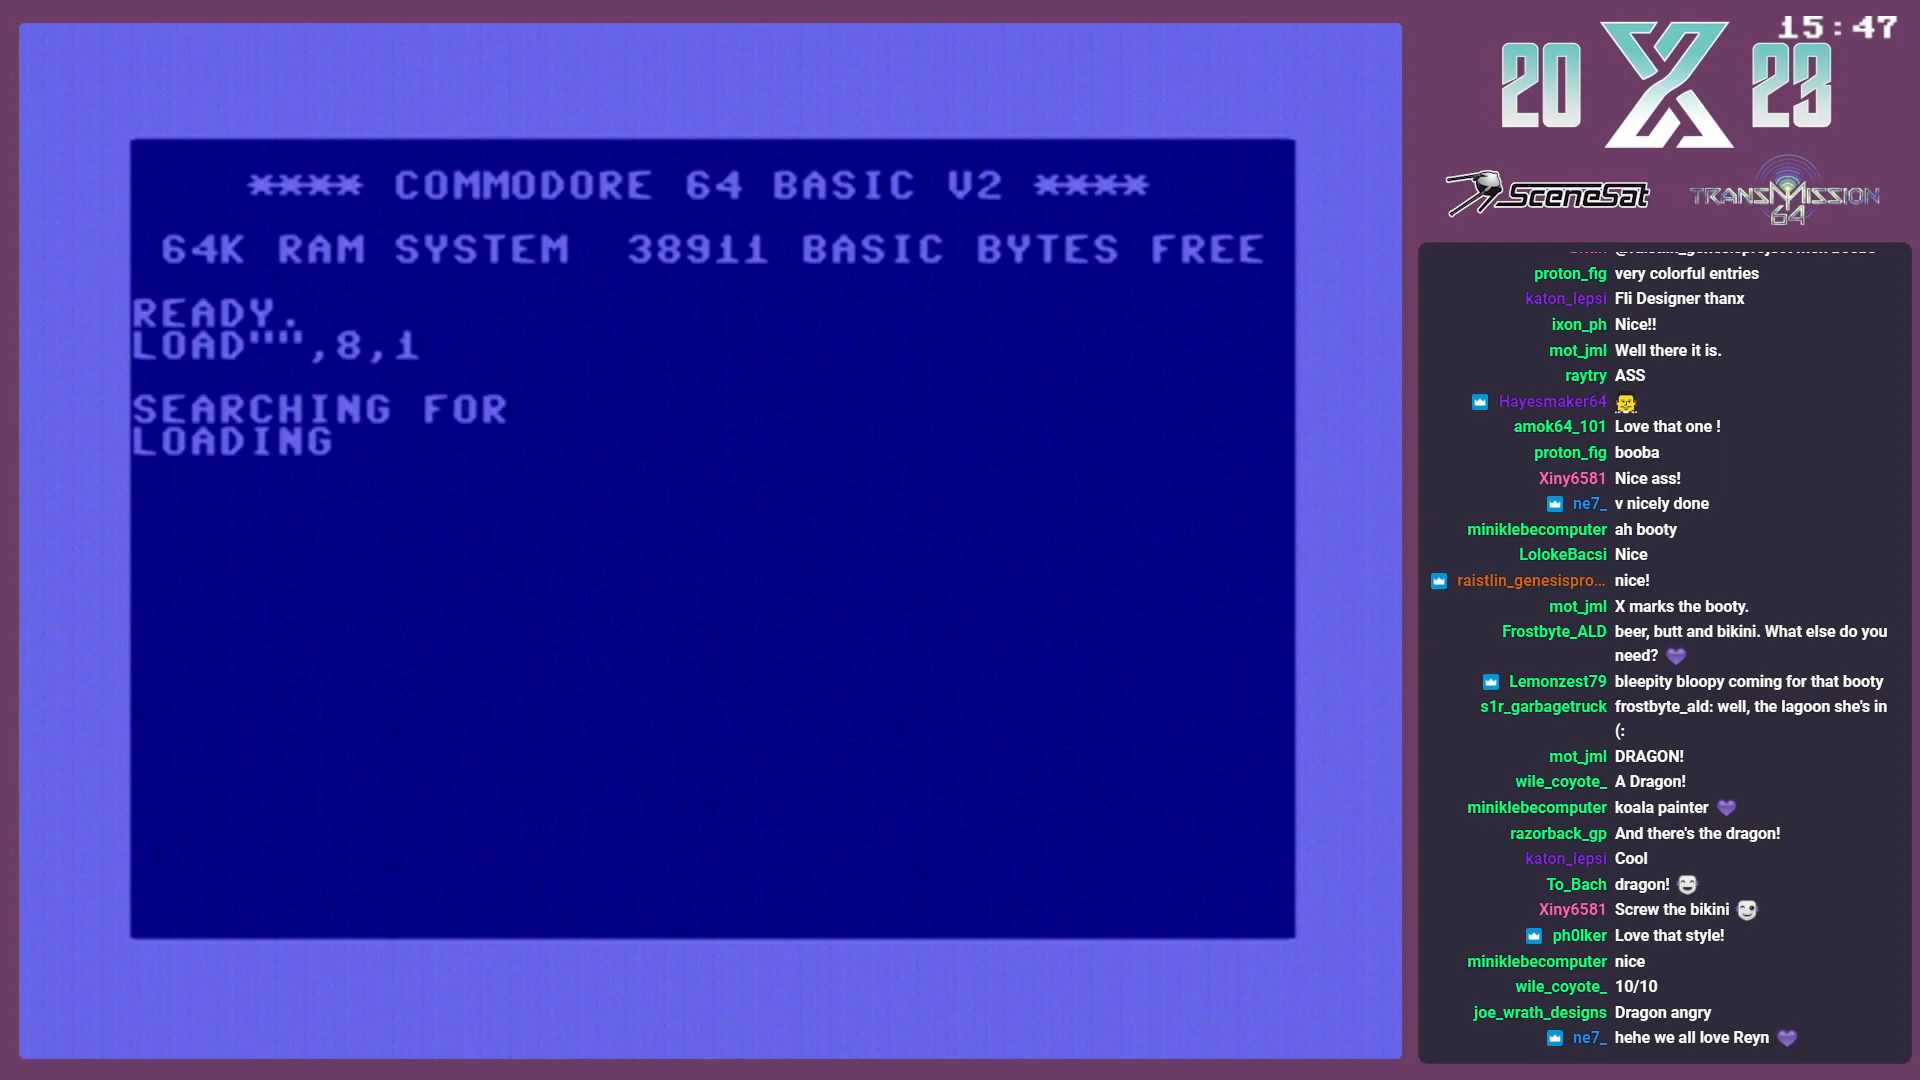 **** COMMODORE 64 BASIC V2 ****
64K RAM SYSTEM  38911 BASIC BYTES FREE
READY.
LOAD"",8,1
SEARCHING FOR
LOADING
15:47
20 X 23
SceneSat
TRANSMISSION
64
proton_fig very colorful entries
katon_lepsi Fli Designer thanx
ixon_ph Nice!!
mot_jml Well there it is.
raytry ASS
Hayesmaker64
amok64_101 Love that one !
proton_fig booba
Xiny6581 Nice ass!
ne7_ v nicely done
miniklebecomputer ah booty
LolokeBacsi Nice
raistlin_genesispro... nice!
mot_jml X marks the booty.
Frostbyte_ALD beer, butt and bikini. What else do you
need? 💜
Lemonzest79 bleepity bloopy coming for that booty
s1r_garbagetruck frostbyte_ald: well, the lagoon she's in
(:
mot_jml DRAGON!
wile_coyote_ A Dragon!
miniklebecomputer koala painter 💜
razorback_gp And there's the dragon!
katon_lepsi Cool
To_Bach dragon!
Xiny6581 Screw the bikini
ph0lker Love that style!
miniklebecomputer nice
wile_coyote_ 10/10
joe_wrath_designs Dragon angry
ne7_ hehe we all love Reyn 💜